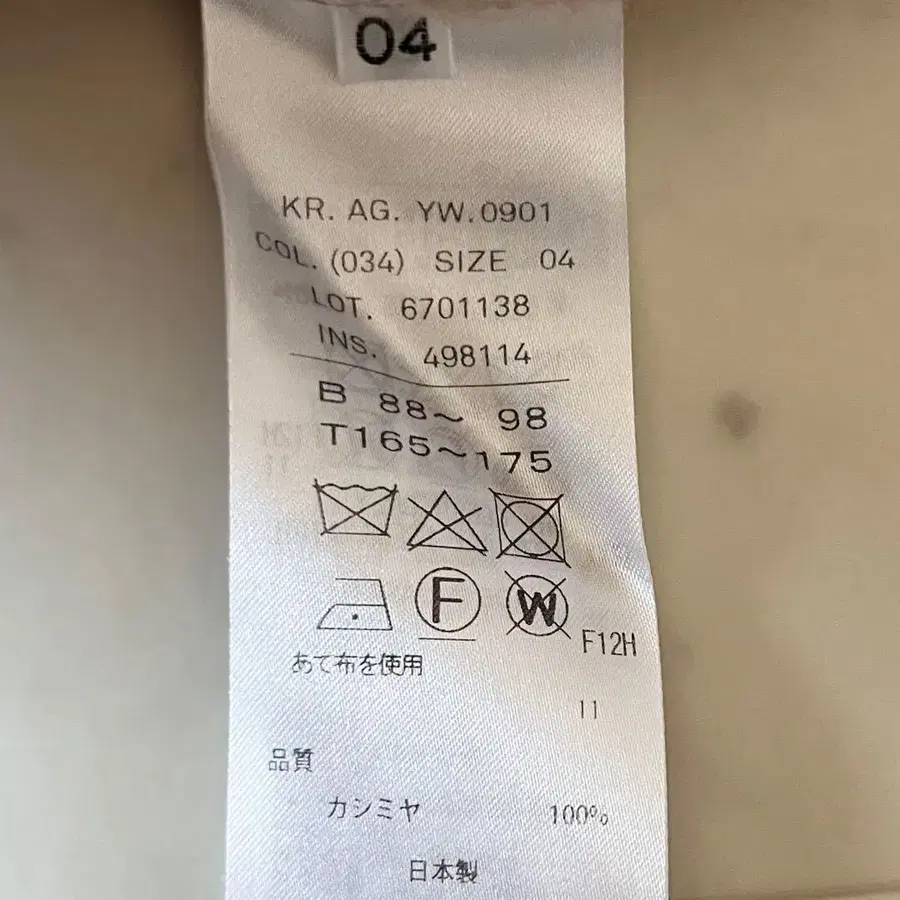 04
KR. AG. YW.0901
COL. (034) SIZE 04
LOT. 6701138
INS. 498114
B 88～ 98
T165～175
F W
F12H
あて布を使用
11
品質
カシミヤ 100%
日本製